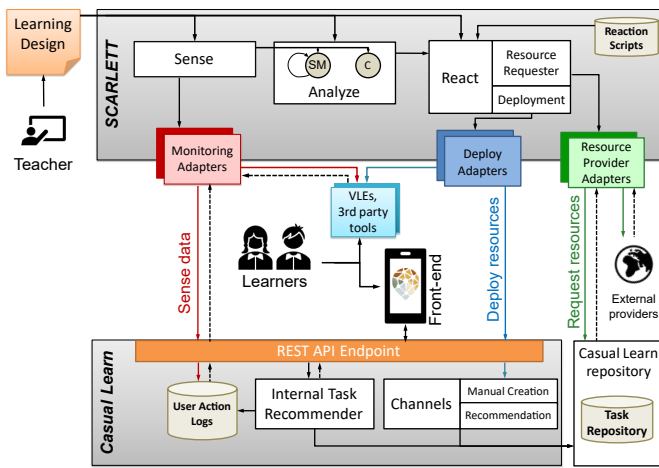 Learning
Design
Teacher
SCARLETT
Sense
SM
C
Analyze
React
Resource
Requester
Deployment
Reaction
Scripts
Monitoring
Adapters
Deploy
Adapters
Resource
Provider
Adapters
VLEs,
3rd party
tools
Learners
Front-end
Sense data
Deploy resources
Request resources
External
providers
Casual Learn
REST API Endpoint
User Action
Logs
Internal Task
Recommender
Channels
Manual Creation
Recommendation
Casual Learn
repository
Task
Repository